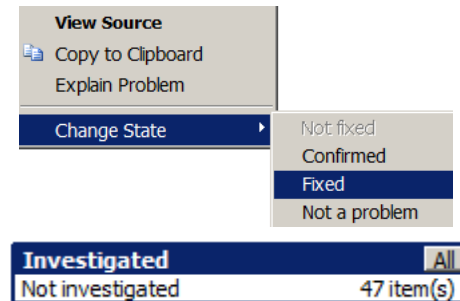 View Source
Copy to Clipboard
Explain Problem
Change State
Not fixed
Confirmed
Fixed
Not a problem
Investigated All
Not investigated 47 item(s)